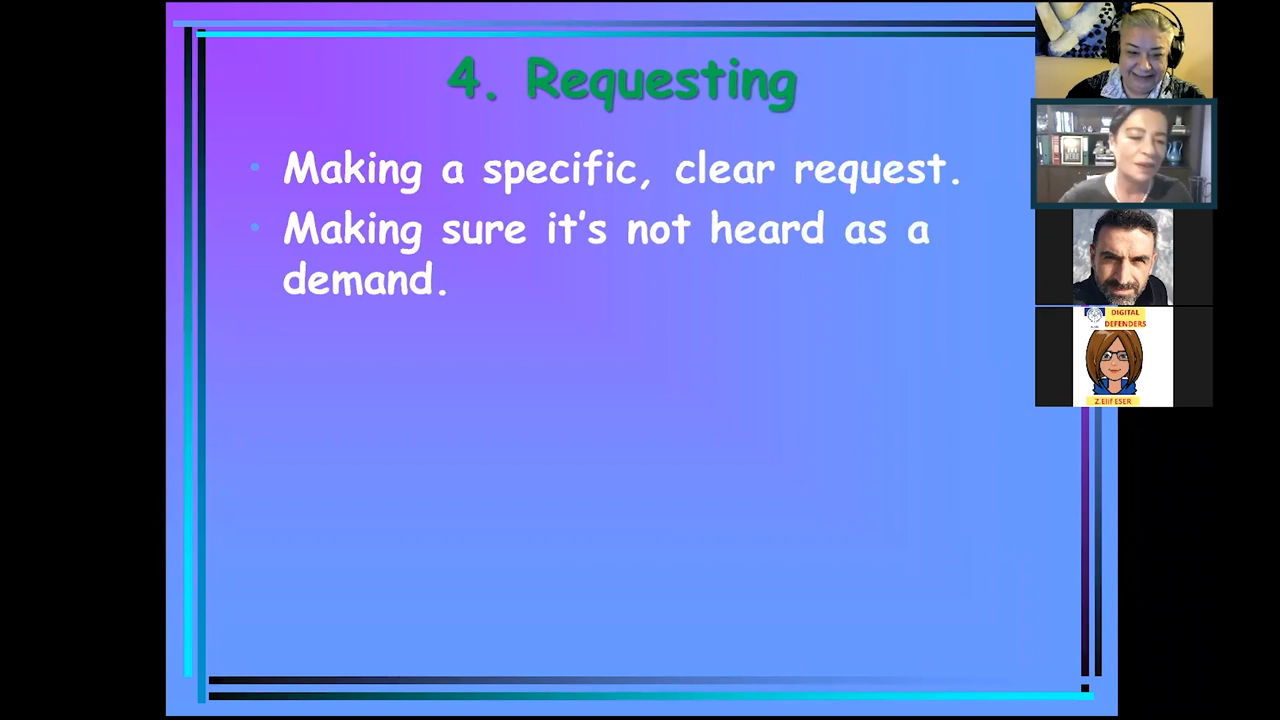 4. Requesting
Making a specific, clear request.
Making sure it's not heard as a
demand.
DIGITAL
DEFENDERS
Z.Elif ESER